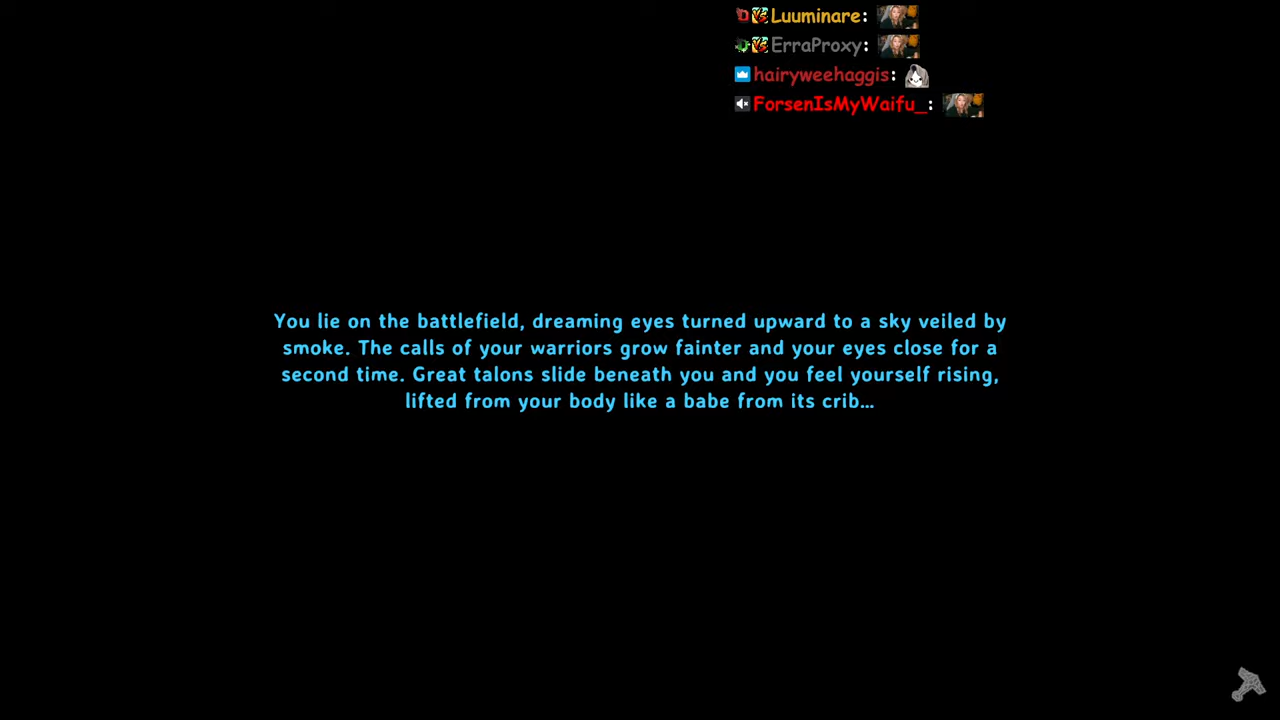 Luuminare:
ErraProxy:
hairyweehaggis:
ForsenIsMyWaifu_:
You lie on the battlefield, dreaming eyes turned upward to a sky veiled by
smoke. The calls of your warriors grow fainter and your eyes close for a
second time. Great talons slide beneath you and you feel yourself rising,
lifted from your body like a babe from its crib...